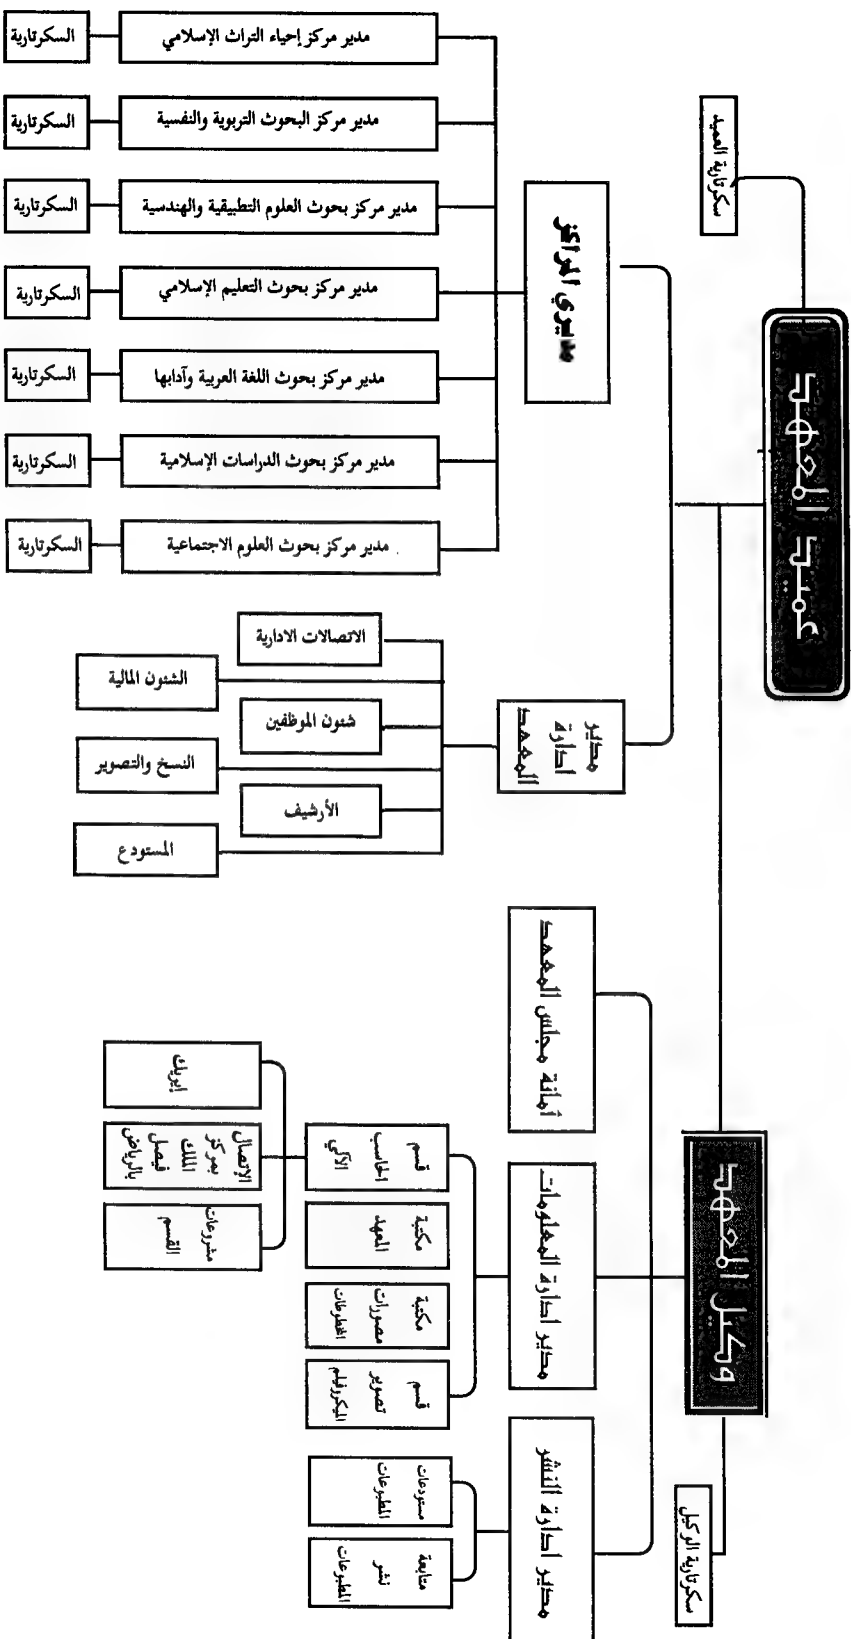 عميد المعهد
سكرتارية العميد
مديري المراكز
مدير مركز إحياء التراث الإسلامي
السكرتارية
مدير مركز البحوث التربوية والنفسية
السكرتارية
مدير مركز بحوث العلوم التطبيقية والهندسية
السكرتارية
مدير مركز بحوث التعليم الإسلامي
السكرتارية
مدير مركز بحوث اللغة العربية وآدابها
السكرتارية
مدير مركز بحوث الدراسات الإسلامية
السكرتارية
مدير مركز بحوث العلوم الاجتماعية
السكرتارية
مدير
ادارة
المعهد
الاتصالات الادارية
الشئون المالية
شئون الموظفين
النسخ والتصوير
الأرشيف
المستودع
وكيل المعهد
سكرتارية الوكيل
أمانة مجلس المعهد
مدير ادارة المعلومات
قسم
الحاسب
الآلي
إيريك
الإتصال
بمركز
الملك
فيصل
بالرياض
مشروعات
القسم
مكتبة
المعهد
مكتبة
مصورات
المخطوطات
قسم
تصوير
الميكروفيلم
مدير ادارة النشر
مستودعات
المطبوعات
متابعة
نشر
المطبوعات